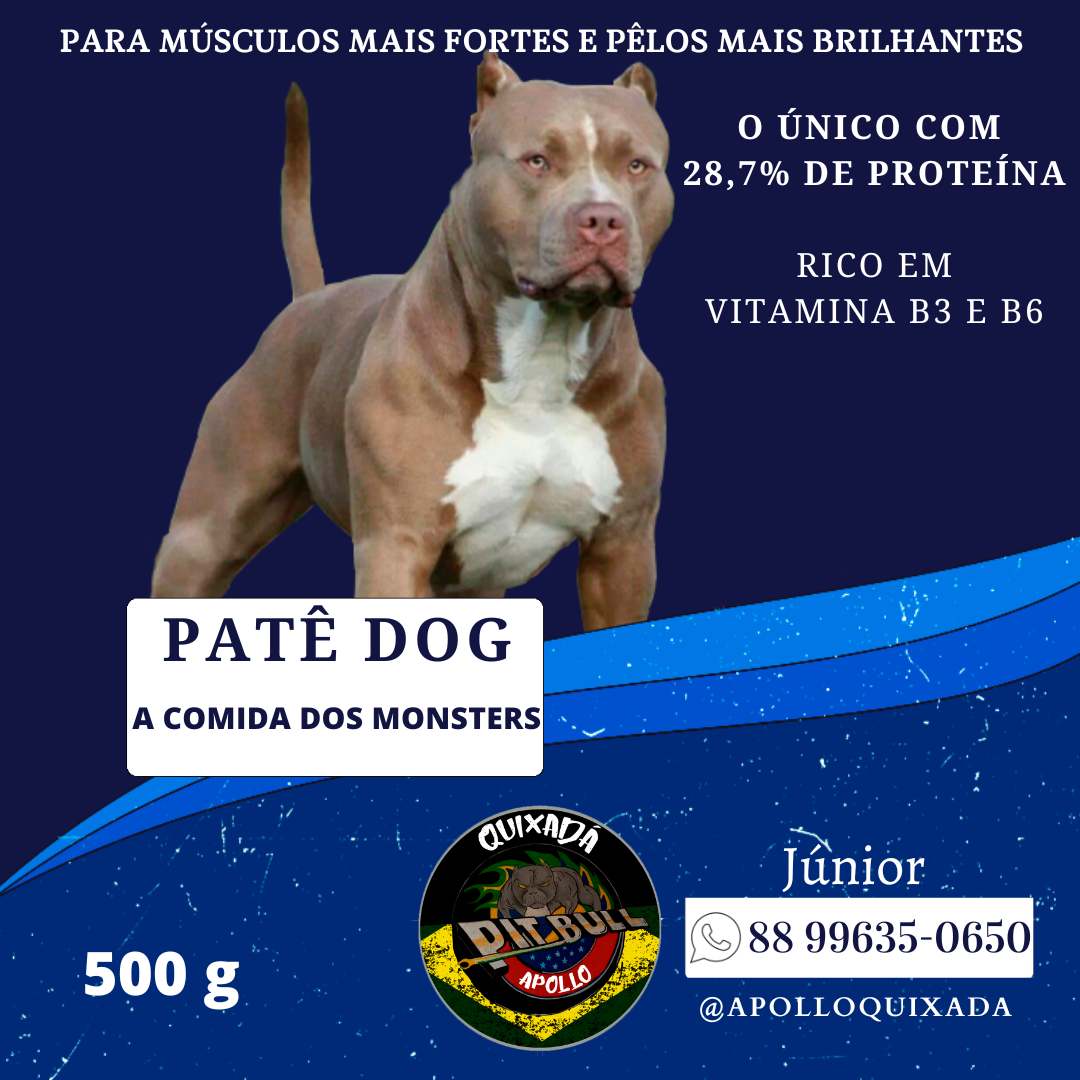 PARA MÚSCULOS MAIS FORTES E PÊLOS MAIS BRILHANTES
O ÚNICO COM
28,7% DE PROTEÍNA
RICO EM
VITAMINA B3 E B6
PATÊ DOG
A COMIDA DOS MONSTERS
QUIXADÁ
PIT BULL
APOLLO
500 g
Júnior
88 99635-0650
@APOLLOQUIXADA